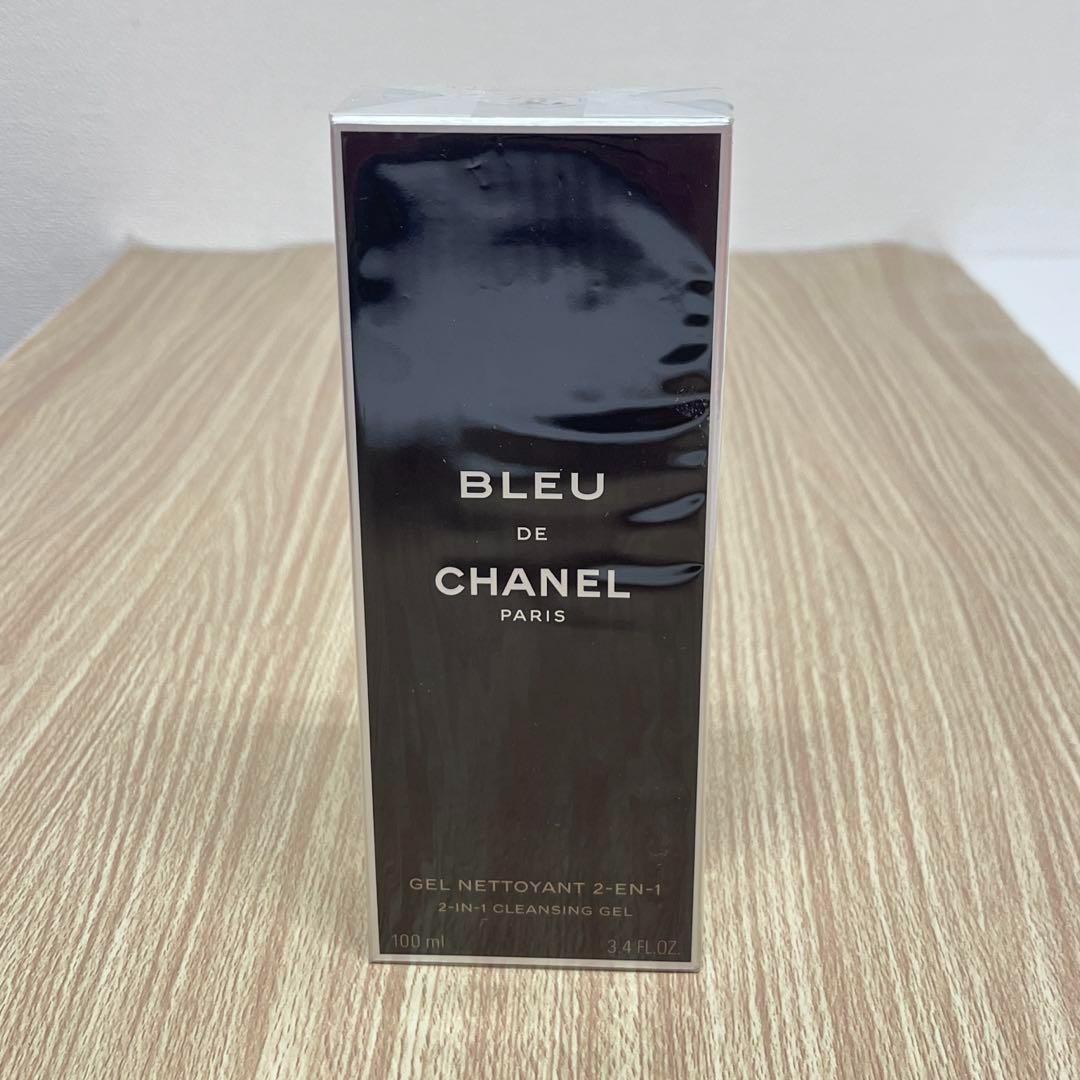 BLEU
DE
CHANEL
PARIS
GEL NETTOYANT 2-EN-1
2-IN-1 CLEANSING GEL
100 ml 3.4 FL.OZ.